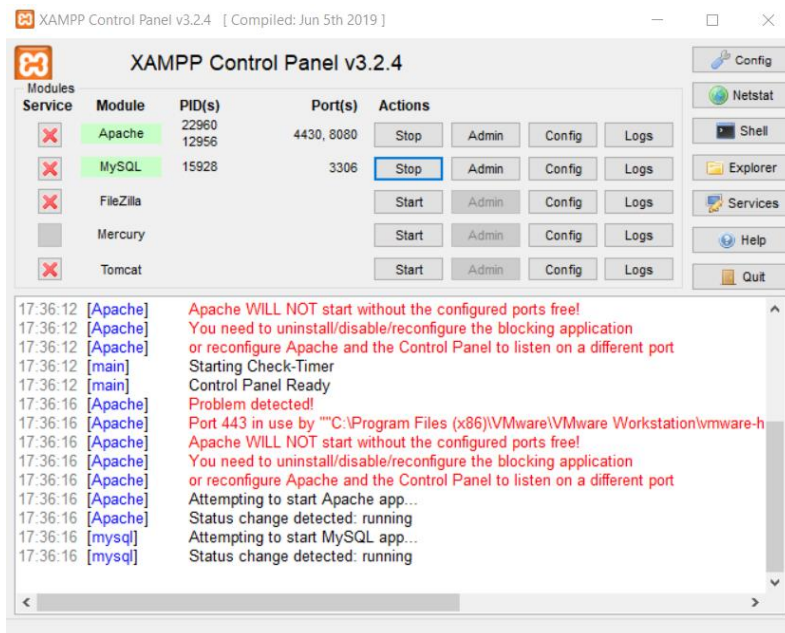 XAMPP Control Panel v3.2.4 [ Compiled: Jun 5th 2019 ]
XAMPP Control Panel v3.2.4
Config
Modules
Service Module PID(s) Port(s) Actions
Netstat
Apache 22960 12956 4430, 8080 Stop Admin Config Logs
Shell
MySQL 15928 3306 Stop Admin Config Logs
Explorer
FileZilla Start Admin Config Logs
Services
Mercury Start Admin Config Logs
Help
Tomcat Start Admin Config Logs
Quit
17:36:12 [Apache] Apache WILL NOT start without the configured ports free!
17:36:12 [Apache] You need to uninstall/disable/reconfigure the blocking application
17:36:12 [Apache] or reconfigure Apache and the Control Panel to listen on a different port
17:36:12 [main] Starting Check-Timer
17:36:12 [main] Control Panel Ready
17:36:16 [Apache] Problem detected!
17:36:16 [Apache] Port 443 in use by ""C:\Program Files (x86)\VMware\VMware Workstation\vmware-h
17:36:16 [Apache] Apache WILL NOT start without the configured ports free!
17:36:16 [Apache] You need to uninstall/disable/reconfigure the blocking application
17:36:16 [Apache] or reconfigure Apache and the Control Panel to listen on a different port
17:36:16 [Apache] Attempting to start Apache app...
17:36:16 [Apache] Status change detected: running
17:36:16 [mysql] Attempting to start MySQL app...
17:36:16 [mysql] Status change detected: running